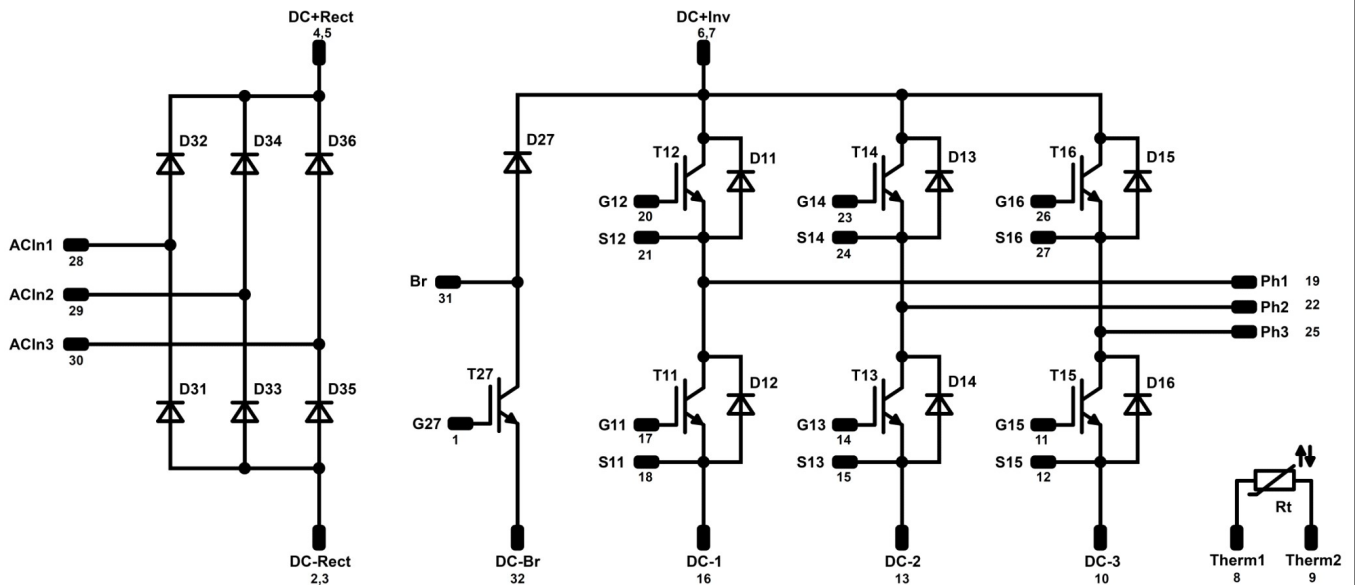 DC+Rect
4,5
DC+Inv
6,7
D32
D34
D36
D27
T12
D11
T14
D13
T16
D15
G12
20
G14
23
G16
26
S12
21
S14
24
S16
27
ACIn1
28
Br
31
Ph1 19
ACIn2
29
Ph2 22
ACIn3
30
Ph3 25
D31
D33
D35
T27
T11
D12
T13
D14
T15
D16
G27
1
G11
17
G13
14
G15
11
S11
18
S13
15
S15
12
Rt
DC-Rect
2,3
DC-Br
32
DC-1
16
DC-2
13
DC-3
10
Therm1
8
Therm2
9